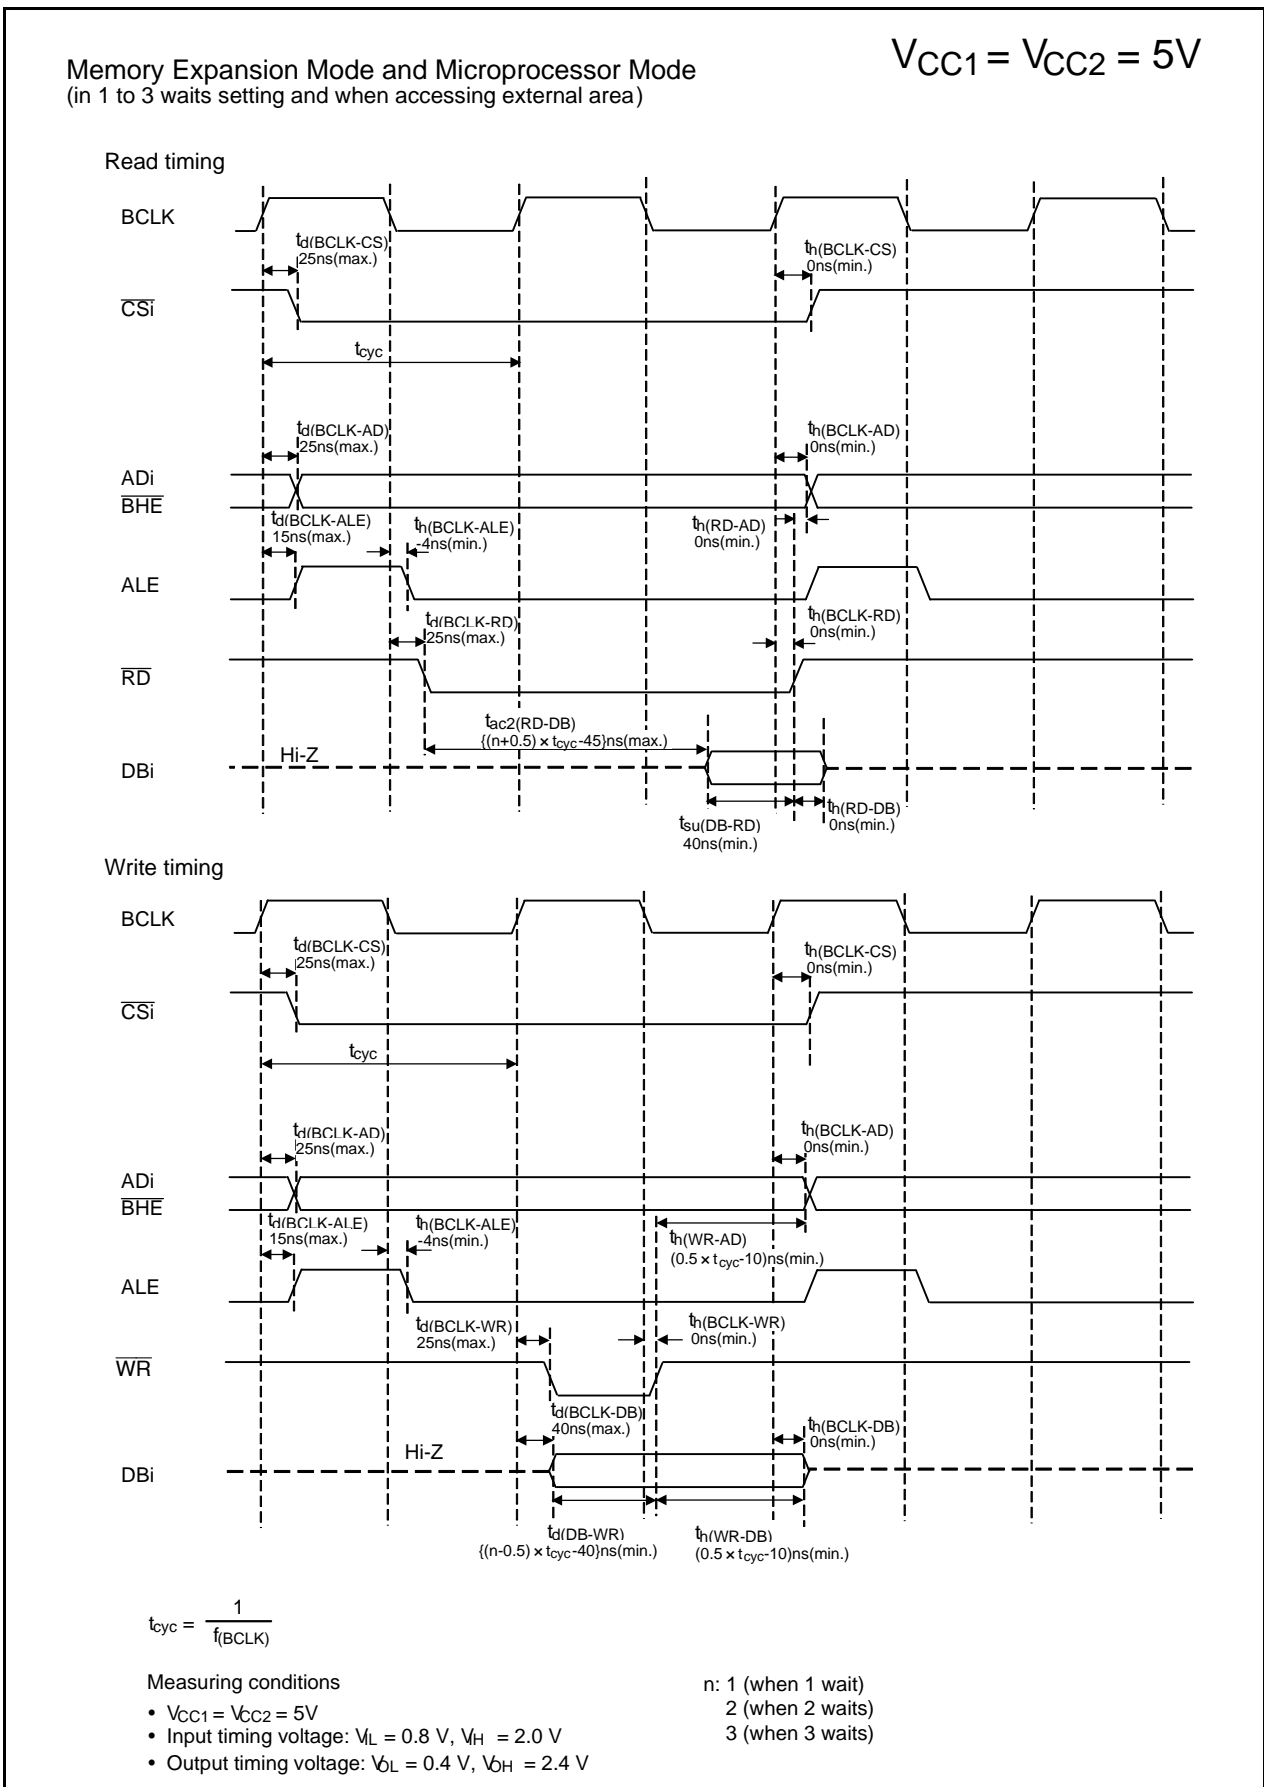 VCC1 = VCC2 = 5V
Memory Expansion Mode and Microprocessor Mode
(in 1 to 3 waits setting and when accessing external area)
Read timing
BCLK
td(BCLK-CS)
25ns(max.)
th(BCLK-CS)
0ns(min.)
CSi
tcyc
td(BCLK-AD)
25ns(max.)
th(BCLK-AD)
0ns(min.)
ADi
BHE
td(BCLK-ALE)
15ns(max.)
th(BCLK-ALE)
-4ns(min.)
th(RD-AD)
0ns(min.)
ALE
td(BCLK-RD)
25ns(max.)
th(BCLK-RD)
0ns(min.)
RD
tac2(RD-DB)
{(n+0.5) × tcyc-45}ns(max.)
Hi-Z
DBi
tsu(DB-RD)
40ns(min.)
th(RD-DB)
0ns(min.)
Write timing
BCLK
td(BCLK-CS)
25ns(max.)
th(BCLK-CS)
0ns(min.)
CSi
tcyc
td(BCLK-AD)
25ns(max.)
th(BCLK-AD)
0ns(min.)
ADi
BHE
td(BCLK-ALE)
15ns(max.)
th(BCLK-ALE)
-4ns(min.)
th(WR-AD)
(0.5 × tcyc-10)ns(min.)
ALE
td(BCLK-WR)
25ns(max.)
th(BCLK-WR)
0ns(min.)
WR
td(BCLK-DB)
40ns(max.)
th(BCLK-DB)
0ns(min.)
Hi-Z
DBi
td(DB-WR)
{(n-0.5) × tcyc-40}ns(min.)
th(WR-DB)
(0.5 × tcyc-10)ns(min.)
tcyc = 1
f(BCLK)
Measuring conditions
• VCC1 = VCC2 = 5V
• Input timing voltage: VIL = 0.8 V, VIH = 2.0 V
• Output timing voltage: VOL = 0.4 V, VOH = 2.4 V
n: 1 (when 1 wait)
2 (when 2 waits)
3 (when 3 waits)